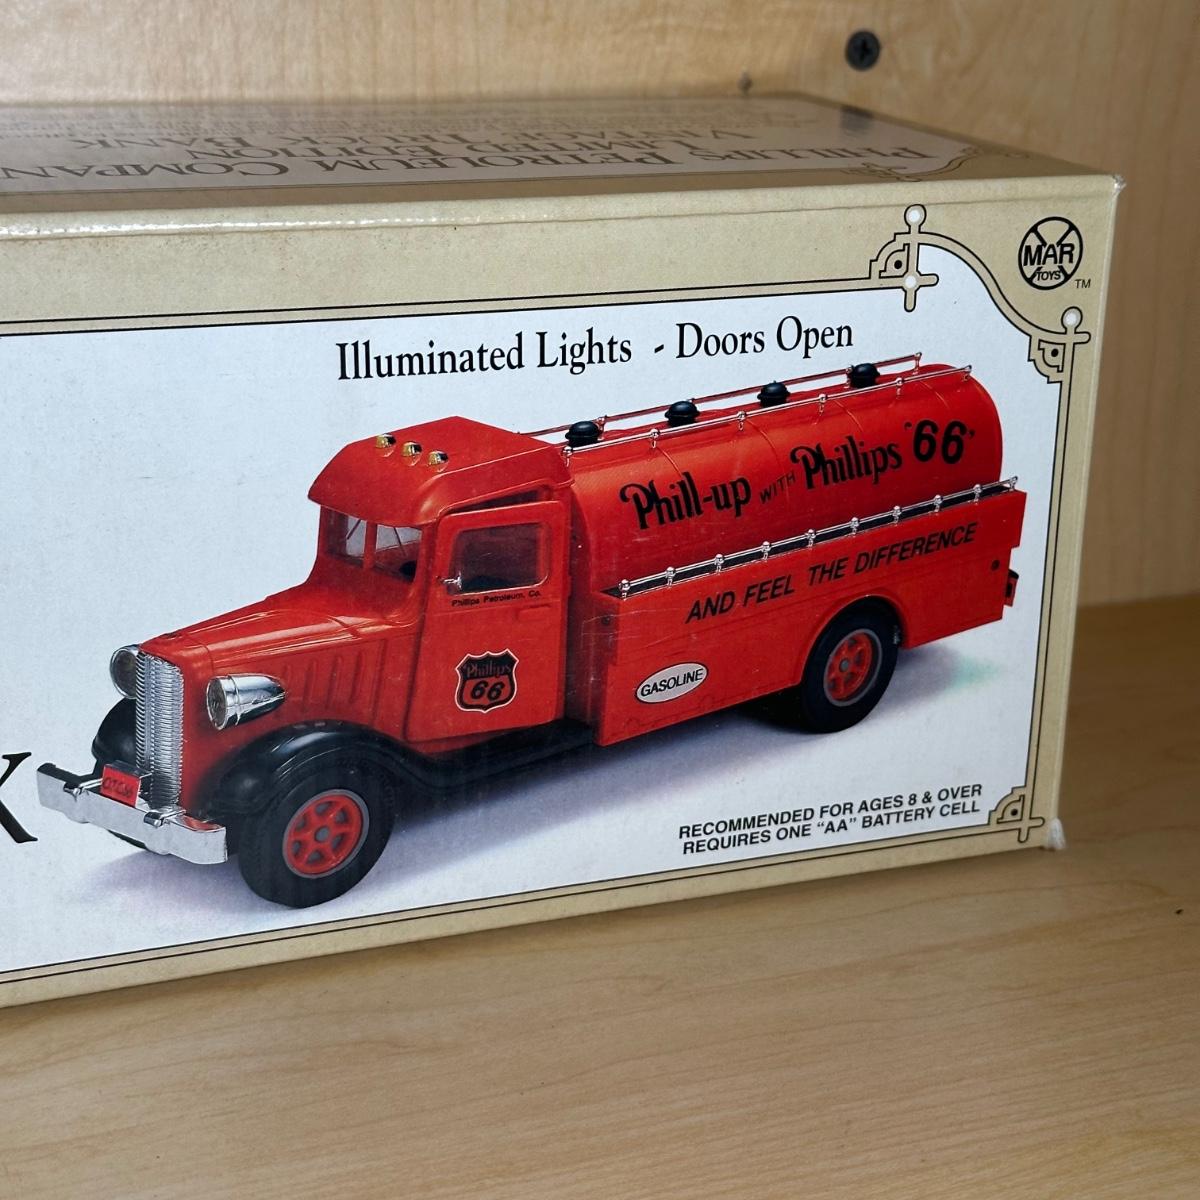 PHILLIPS PETROLEUM COMPANY
LIMITED EDITION
VINTAGE TRUCK BANK
MAR
TOYS
TM
Illuminated Lights - Doors Open
Phill-up WITH Phillips "66"
AND FEEL THE DIFFERENCE
Phillips Petroleum, Co.
Phillips
66
GASOLINE
RECOMMENDED FOR AGES 8 & OVER
REQUIRES ONE "AA" BATTERY CELL